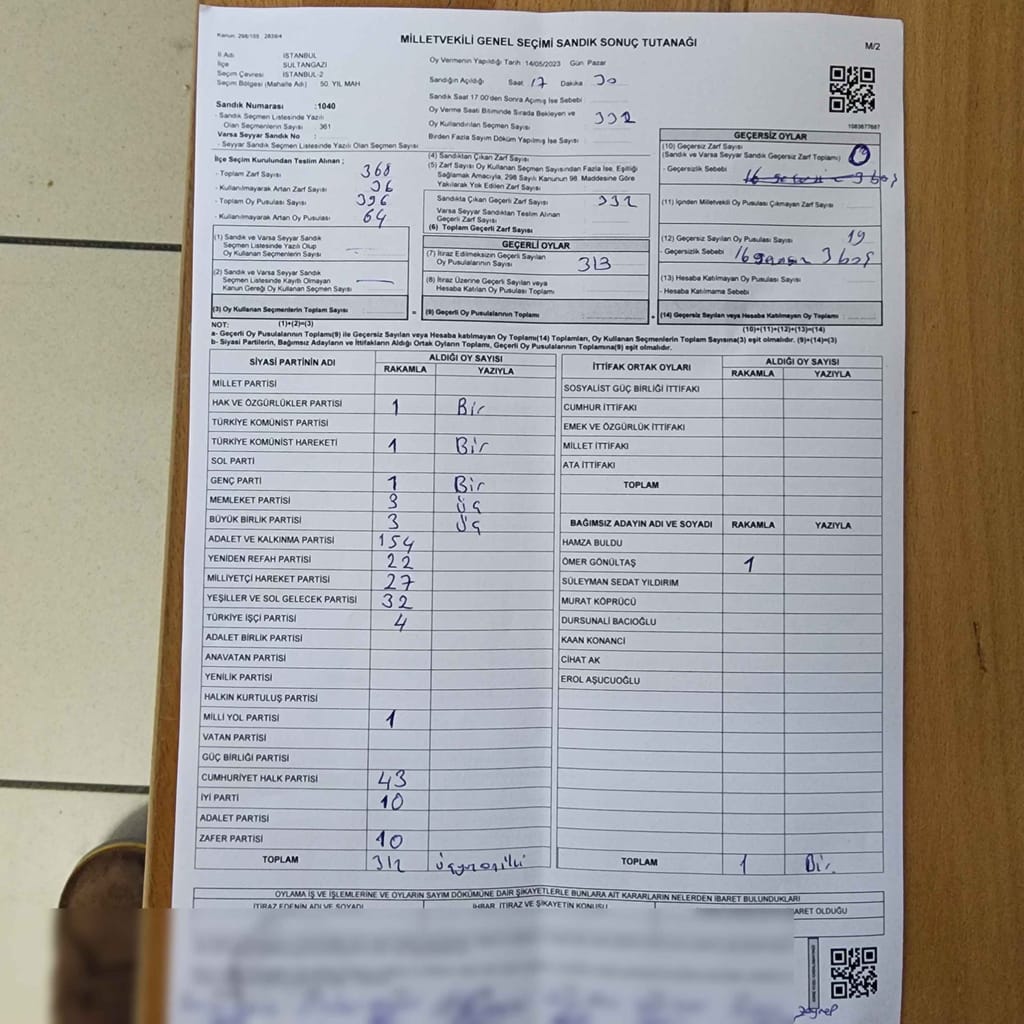 Kanun: 298/105 2839/4
MİLLETVEKİLİ GENEL SEÇİMİ SANDIK SONUÇ TUTANAĞI
M/2
İl Adı İSTANBUL
İlçe SULTANGAZİ
Seçim Çevresi İSTANBUL-2
Seçim Bölgesi (Mahalle Adı) 50. YIL MAH
Sandık Numarası :1040
- Sandık Seçmen Listesinde Yazılı
Olan Seçmenlerin Sayısı : 361
Varsa Seyyar Sandık No :
- Seyyar Sandık Seçmen Listesinde Yazılı Olan Seçmen Sayısı
Oy Vermenin Yapıldığı Tarih 14/05/2023 Gün Pazar
Sandığın Açıldığı Saat 17 Dakika 30
Sandık Saat 17.00'den Sonra Açımış İse Sebebi
Oy Verme Saati Bitiminde Sırada Bekleyen ve
Oy Kullandırılan Seçmen Sayısı 332
Birden Fazla Sayım Döküm Yapılmış İse Sayısı
1083677687
İlçe Seçim Kurulundan Teslim Alınan ;
- Toplam Zarf Sayısı 368
- Kullanılmayarak Artan Zarf Sayısı 36
- Toplam Oy Pusulası Sayısı 396
- Kullanılmayarak Artan Oy Pusulası 64
(1) Sandık ve Varsa Seyyar Sandık
Seçmen Listesinde Yazılı Olup
Oy Kullanan Seçmenlerin Sayısı
(2) Sandık ve Varsa Seyyar Sandık
Seçmen Listesinde Kayıtlı Olmayan
Kanun Gereği Oy Kullanan Seçmen Sayısı
(3) Oy Kullanan Seçmenlerin Toplam Sayısı
(4) Sandıktan Çıkan Zarf Sayısı
(5) Zarf Sayısı Oy Kullanan Seçmen Sayısından Fazla İse, Eşitliği
Sağlamak Amacıyla, 298 Sayılı Kanunun 98. Maddesine Göre
Yakılarak Yok Edilen Zarf Sayısı
Sandıkta Çıkan Geçerli Zarf Sayısı 332
Varsa Seyyar Sandıktan Teslim Alınan
Geçerli Zarf Sayısı
(6) Toplam Geçerli Zarf Sayısı
GEÇERLİ OYLAR
(7) İtiraz Edilmeksizin Geçerli Sayılan
Oy Pusulalarının Sayısı 313
(8) İtiraz Üzerine Geçerli Sayılan veya
Hesaba Katılan Oy Pusulası Toplamı
= (9) Geçerli Oy Pusulalarının Toplamı
GEÇERSİZ OYLAR
(10) Geçersiz Zarf Sayısı
(Sandık ve Varsa Seyyar Sandık Geçersiz Zarf Toplamı) 0
- Geçersizlik Sebebi
(11) İçinden Milletvekili Oy Pusulası Çıkmayan Zarf Sayısı
(12) Geçersiz Sayılan Oy Pusulası Sayısı 19
- Geçersizlik Sebebi 16 3 boş
(13) Hesaba Katılmayan Oy Pusulası Sayısı
- Hesaba Katılmama Sebebi
+ (14) Geçersiz Sayılan veya Hesaba Katılmayan Oy Toplamı
NOT: (1)+(2)=(3)
(10)+(11)+(12)+(13)=(14)
a- Geçerli Oy Pusulalarının Toplamı(9) ile Geçersiz Sayılan veya Hesaba katılmayan Oy Toplamı(14) Toplamları, Oy Kullanan Seçmenlerin Toplam Sayısına(3) eşit olmalıdır. (9)+(14)=(3)
b- Siyasi Partilerin, Bağımsız Adayların ve İttifakların Aldığı Ortak Oyların Toplamı, Geçerli Oy Pusulalarının Toplamına(9) eşit olmalıdır.
SİYASİ PARTİNİN ADI ALDIĞI OY SAYISI
RAKAMLA YAZIYLA
MİLLET PARTİSİ
HAK VE ÖZGÜRLÜKLER PARTİSİ 1 Bir
TÜRKİYE KOMÜNİST PARTİSİ
TÜRKİYE KOMÜNİST HAREKETİ 1 Bir
SOL PARTİ
GENÇ PARTİ 1 Bir
MEMLEKET PARTİSİ 3 Üç
BÜYÜK BİRLİK PARTİSİ 3 Üç
ADALET VE KALKINMA PARTİSİ 154
YENİDEN REFAH PARTİSİ 22
MİLLİYETÇİ HAREKET PARTİSİ 27
YEŞİLLER VE SOL GELECEK PARTİSİ 32
TÜRKİYE İŞÇİ PARTİSİ 4
ADALET BİRLİK PARTİSİ
ANAVATAN PARTİSİ
YENİLİK PARTİSİ
HALKIN KURTULUŞ PARTİSİ
MİLLİ YOL PARTİSİ 1
VATAN PARTİSİ
GÜÇ BİRLİĞİ PARTİSİ
CUMHURİYET HALK PARTİSİ 43
İYİ PARTİ 10
ADALET PARTİSİ
ZAFER PARTİSİ 10
TOPLAM 312 Üçyüzoniki
İTTİFAK ORTAK OYLARI ALDIĞI OY SAYISI
RAKAMLA YAZIYLA
SOSYALİST GÜÇ BİRLİĞİ İTTİFAKI
CUMHUR İTTİFAKI
EMEK VE ÖZGÜRLÜK İTTİFAKI
MİLLET İTTİFAKI
ATA İTTİFAKI
TOPLAM
BAĞIMSIZ ADAYIN ADI VE SOYADI RAKAMLA YAZIYLA
HAMZA BULDU
ÖMER GÖNÜLTAŞ 1
SÜLEYMAN SEDAT YILDIRIM
MURAT KÖPRÜCÜ
DURSUNALİ BACIOĞLU
KAAN KONANCİ
CİHAT AK
EROL AŞUCUOĞLU
TOPLAM 1 Bir
OYLAMA İŞ VE İŞLEMLERİNE VE OYLARIN SAYIM DÖKÜMÜNE DAİR ŞİKAYETLERLE BUNLARA AİT KARARLARIN NELERDEN İBARET BULUNDUKLARI
İTİRAZ EDENİN ADI VE SOYADI İHBAR, İTİRAZ VE ŞİKAYETİN KONUSU ARET OLDUĞU